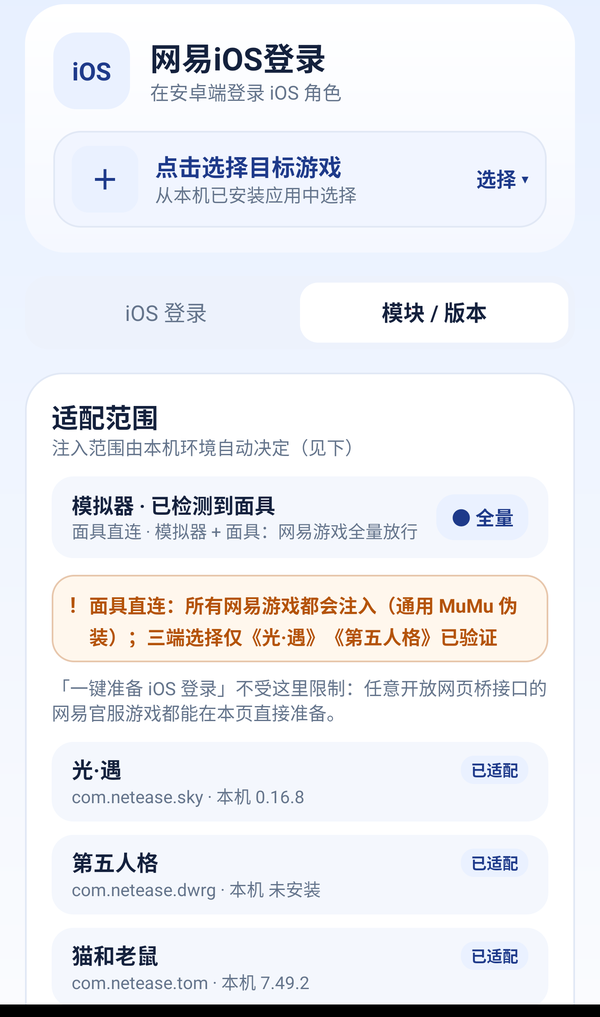 iOS
网易iOS登录
在安卓端登录 iOS 角色
+
点击选择目标游戏
从本机已安装应用中选择
选择 ▾
iOS 登录
模块 / 版本
适配范围
注入范围由本机环境自动决定（见下）
模拟器 · 已检测到面具
面具直连 · 模拟器 + 面具：网易游戏全量放行
● 全量
! 面具直连：所有网易游戏都会注入（通用 MuMu 伪
装）；三端选择仅《光·遇》《第五人格》已验证
「一键准备 iOS 登录」不受这里限制：任意开放网页桥接口的
网易官服游戏都能在本页直接准备。
光·遇
已适配
com.netease.sky · 本机 0.16.8
第五人格
已适配
com.netease.dwrg · 本机 未安装
猫和老鼠
已适配
com.netease.tom · 本机 7.49.2